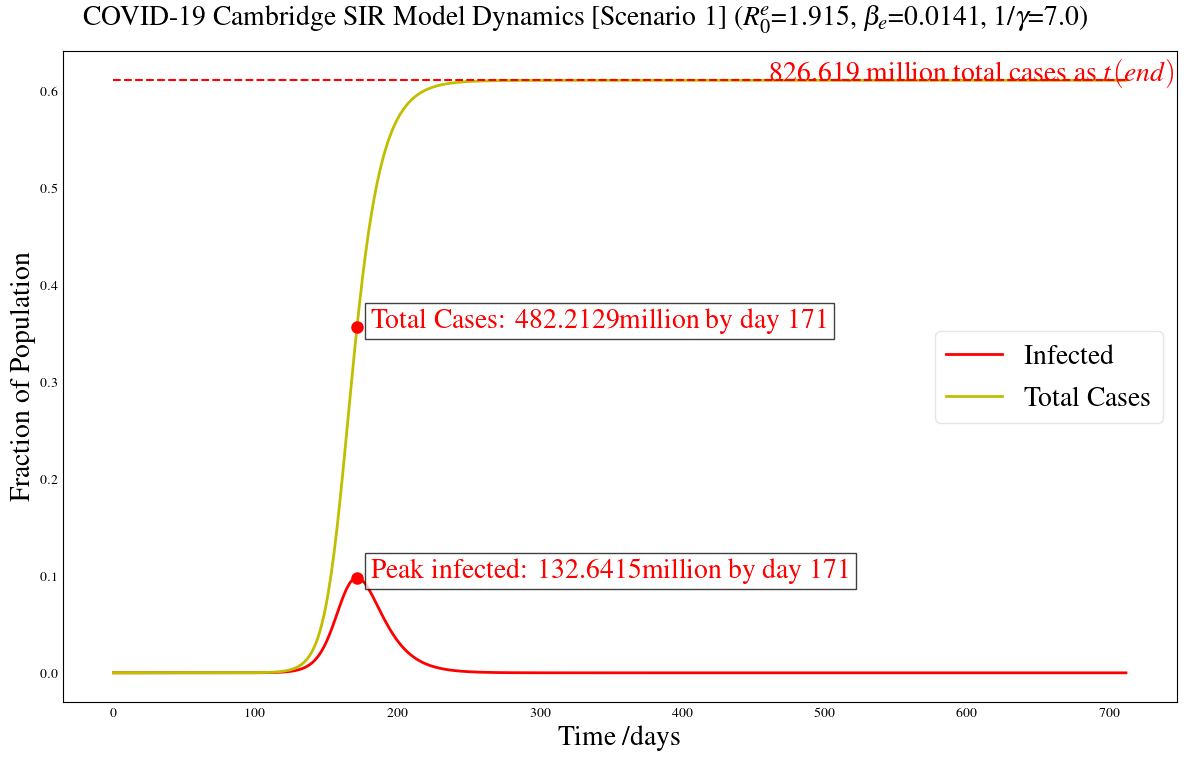 COVID-19 Cambridge SIR Model Dynamics [Scenario 1] (R₀ᵉ=1.915, βₑ=0.0141, 1/γ=7.0)
826.619 million total cases as t(end)
0.6
0.5
0.4
Total Cases: 482.2129million by day 171
Infected
Total Cases
Fraction of Population
0.3
0.2
0.1
Peak infected: 132.6415million by day 171
0.0
0 100 200 300 400 500 600 700
Time /days